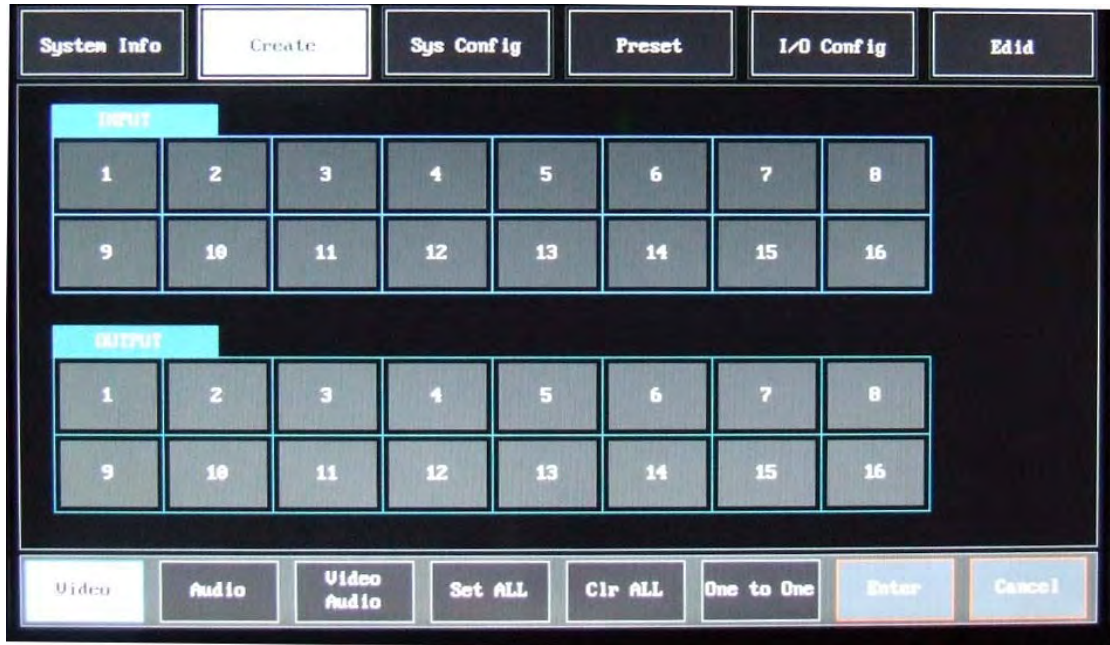 System Info Create Sys Config Preset I/O Config Edid
INPUT
1 2 3 4 5 6 7 8
9 10 11 12 13 14 15 16
OUTPUT
1 2 3 4 5 6 7 8
9 10 11 12 13 14 15 16
Video Audio Video Audio Set ALL Clr ALL One to One Enter Cancel